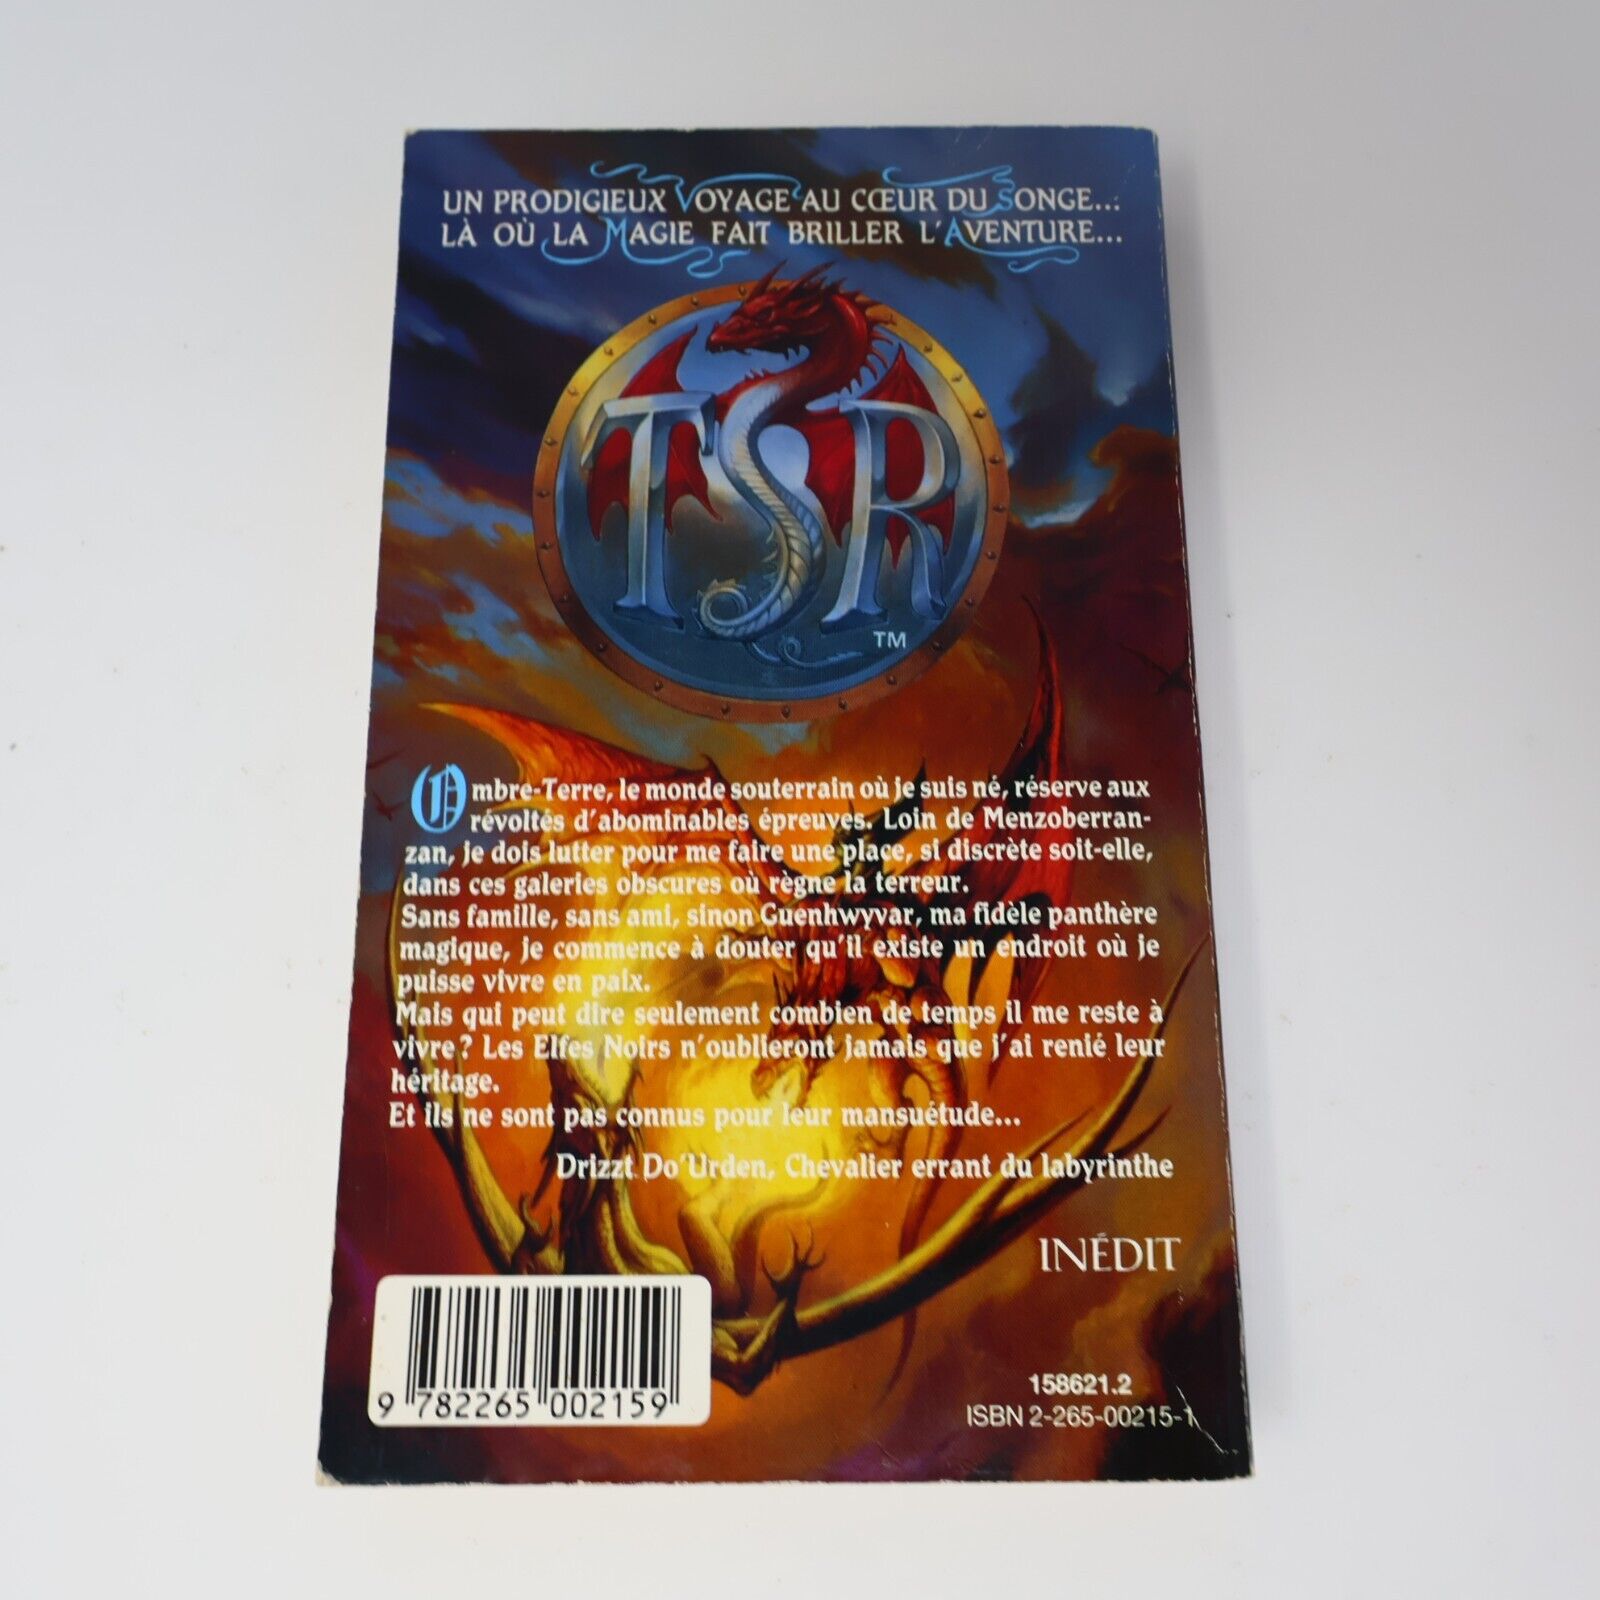 UN PRODIGIEUX VOYAGE AU CŒUR DU SONGE...
LÀ OÙ LA MAGIE FAIT BRILLER L'AVENTURE...
TSR
TM
Ombre-Terre, le monde souterrain où je suis né, réserve aux
révoltés d'abominables épreuves. Loin de Menzoberran-
zan, je dois lutter pour me faire une place, si discrète soit-elle,
dans ces galeries obscures où règne la terreur.
Sans famille, sans ami, sinon Guenhwyvar, ma fidèle panthère
magique, je commence à douter qu'il existe un endroit où je
puisse vivre en paix.
Mais qui peut dire seulement combien de temps il me reste à
vivre? Les Elfes Noirs n'oublieront jamais que j'ai renié leur
héritage.
Et ils ne sont pas connus pour leur mansuétude...
Drizzt Do'Urden, Chevalier errant du labyrinthe
INÉDIT
9 782265 002159
158621.2
ISBN 2-265-00215-1